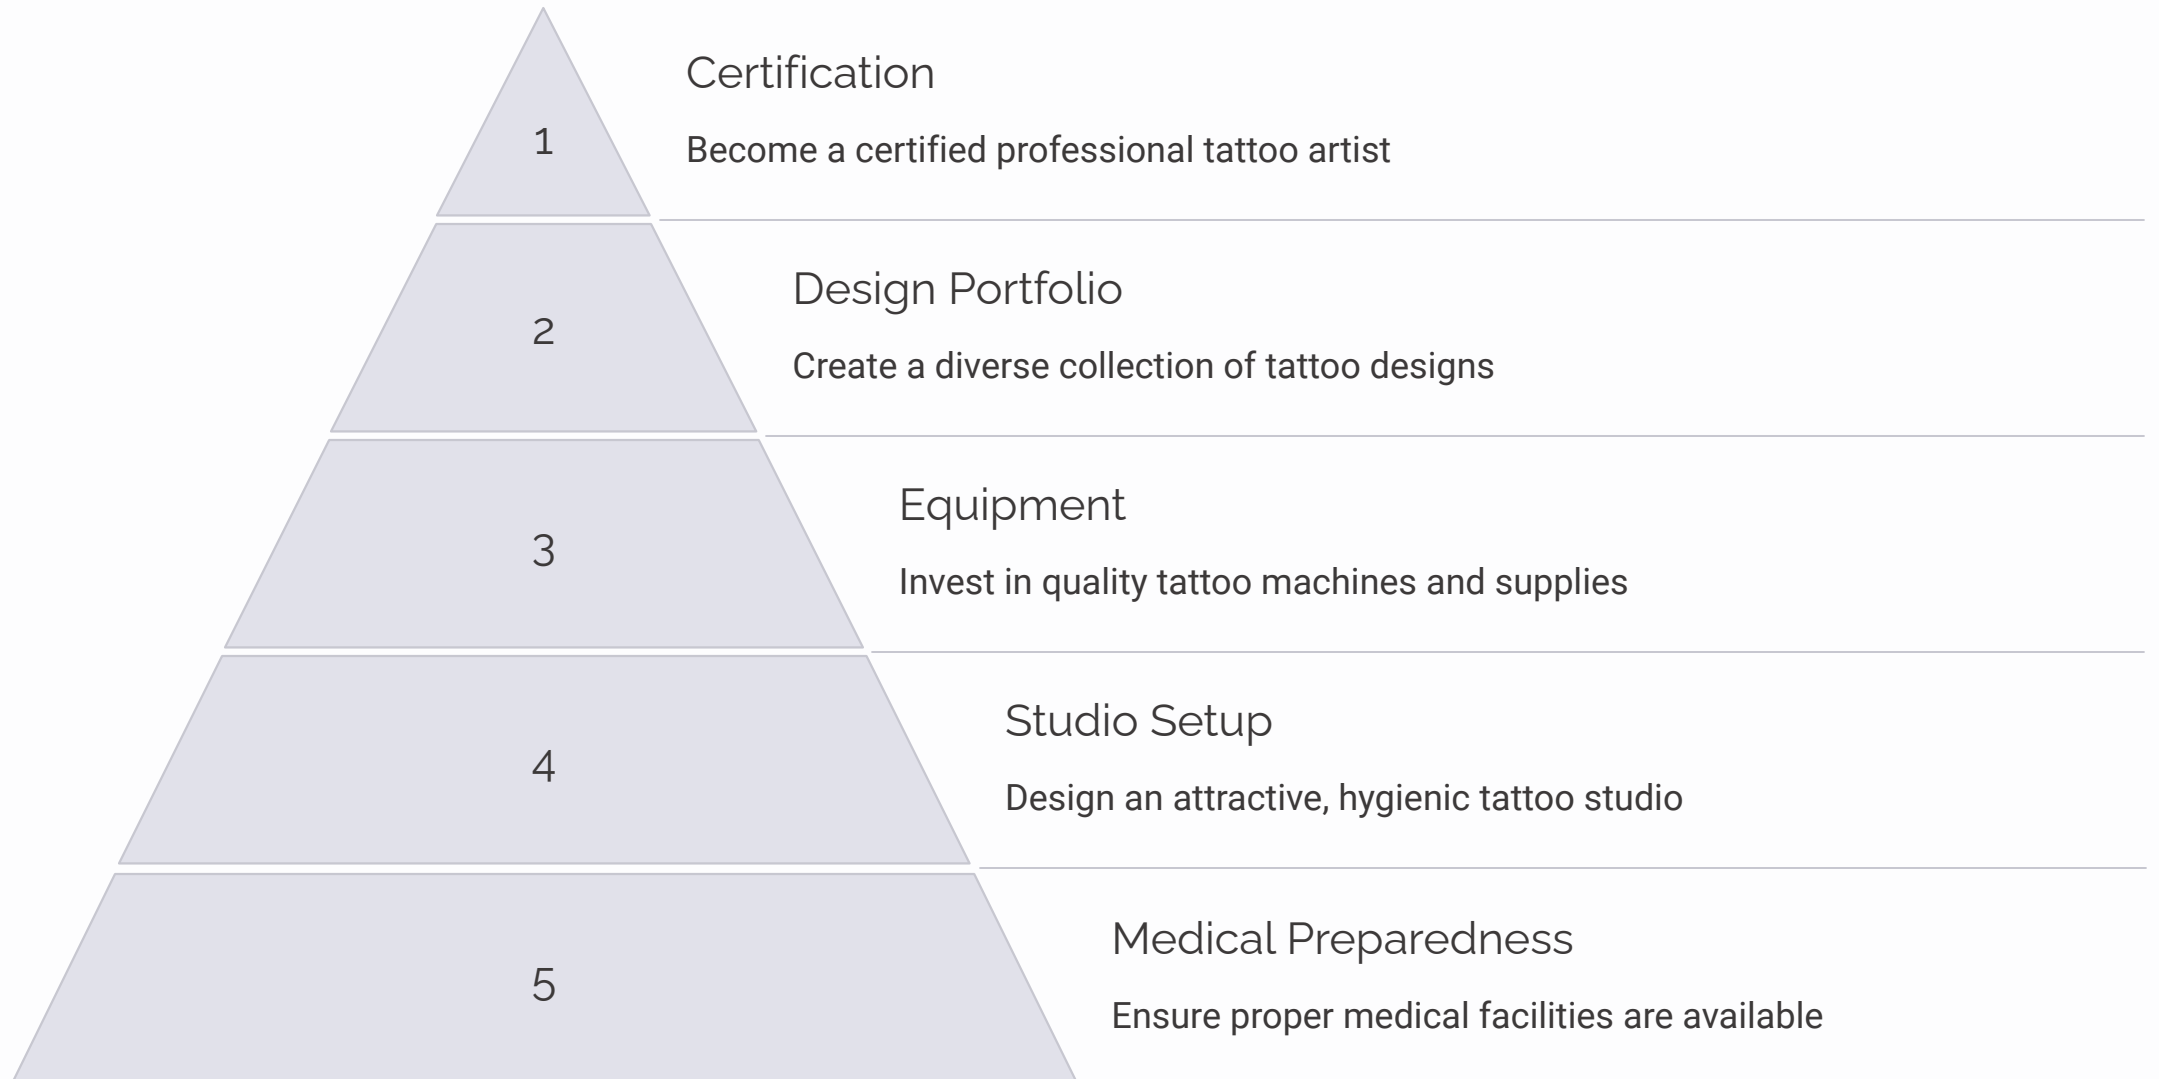 1
Certification
Become a certified professional tattoo artist
2
Design Portfolio
Create a diverse collection of tattoo designs
3
Equipment
Invest in quality tattoo machines and supplies
4
Studio Setup
Design an attractive, hygienic tattoo studio
5
Medical Preparedness
Ensure proper medical facilities are available